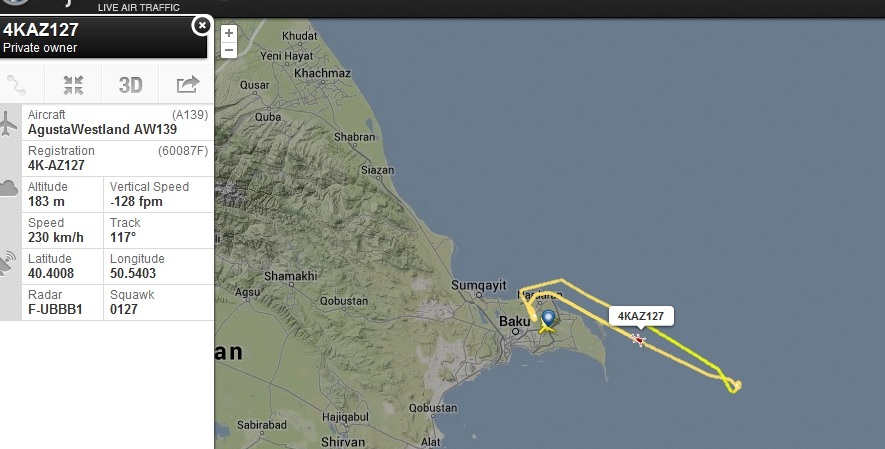 LIVE AIR TRAFFIC
4KAZ127
Private owner
3D
Aircraft (A139)
AgustaWestland AW139
Registration (60087F)
4K-AZ127
Altitude Vertical Speed
183 m -128 fpm
Speed Track
230 km/h 117°
Latitude Longitude
40.4008 50.5403
Radar Squawk
F-UBBB1 0127
+
−
Khudat
Yeni Hayat
Khachmaz
Qusar
Quba
Shabran
Siazan
Shamakhi
Agsu
Qobustan
Sumqayit
Baku
4KAZ127
an
Qobustan
Hajiqabul
Sabirabad
Shirvan
Alat